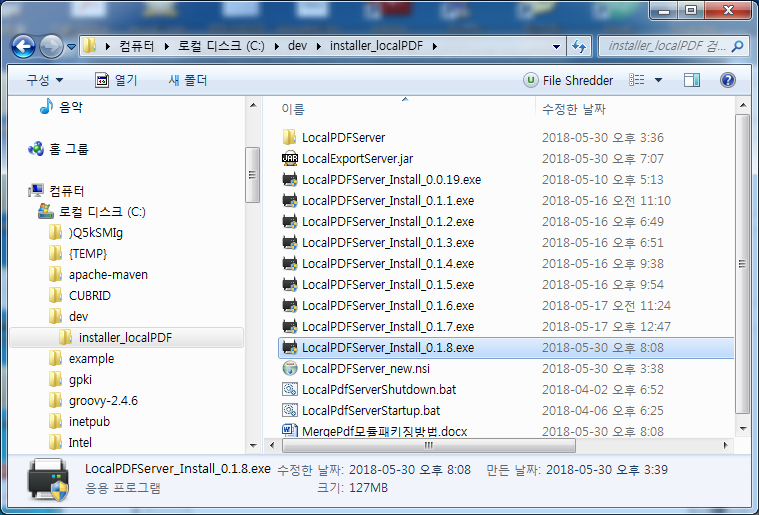 컴퓨터 로컬 디스크 (C:) dev installer_localPDF installer_localPDF 검...
구성 열기 새 폴더 File Shredder
음악
홈 그룹
컴퓨터
로컬 디스크 (C:)
)Q5kSMIg
{TEMP}
apache-maven
CUBRID
dev
installer_localPDF
example
gpki
groovy-2.4.6
inetpub
Intel
이름 수정한 날짜
LocalPDFServer 2018-05-30 오후 3:36
LocalExportServer.jar 2018-05-30 오후 7:07
LocalPDFServer_Install_0.0.19.exe 2018-05-10 오후 5:13
LocalPDFServer_Install_0.1.1.exe 2018-05-16 오전 11:10
LocalPDFServer_Install_0.1.2.exe 2018-05-16 오후 6:49
LocalPDFServer_Install_0.1.3.exe 2018-05-16 오후 6:51
LocalPDFServer_Install_0.1.4.exe 2018-05-16 오후 9:38
LocalPDFServer_Install_0.1.5.exe 2018-05-16 오후 9:54
LocalPDFServer_Install_0.1.6.exe 2018-05-17 오전 11:24
LocalPDFServer_Install_0.1.7.exe 2018-05-17 오후 12:47
LocalPDFServer_Install_0.1.8.exe 2018-05-30 오후 8:08
LocalPDFServer_new.nsi 2018-05-30 오후 3:38
LocalPdfServerShutdown.bat 2018-04-02 오후 6:52
LocalPdfServerStartup.bat 2018-04-06 오후 6:25
MergePdf모듈패키징방법.docx 2018-05-30 오후 8:08
LocalPDFServer_Install_0.1.8.exe 수정한 날짜: 2018-05-30 오후 8:08 만든 날짜: 2018-05-30 오후 3:39
응용 프로그램 크기: 127MB